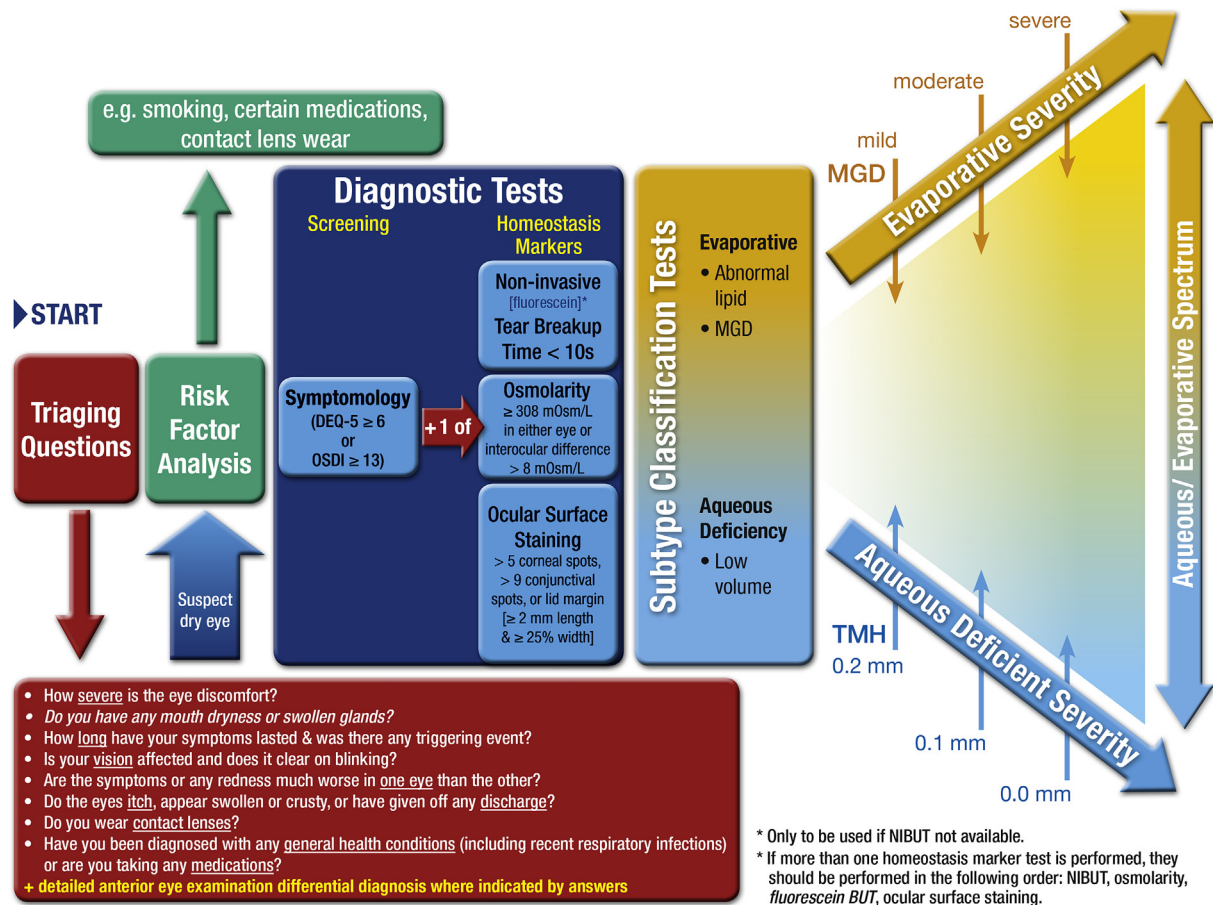 e.g. smoking, certain medications,
contact lens wear
START
Triaging
Questions
Risk
Factor
Analysis
Suspect
dry eye
Diagnostic Tests
Screening
Symptomology
(DEQ-5 ≥ 6
or
OSDI ≥ 13)
+1 of
Homeostasis
Markers
Non-invasive
[fluorescein]*
Tear Breakup
Time < 10s
Osmolarity
≥ 308 mOsm/L
in either eye or
interocular difference
> 8 mOsm/L
Ocular Surface
Staining
> 5 corneal spots,
> 9 conjunctival
spots, or lid margin
[≥ 2 mm length
& ≥ 25% width]
Subtype Classification Tests
Evaporative
• Abnormal
lipid
• MGD
Aqueous
Deficiency
• Low
volume
MGD
mild
moderate
severe
Evaporative Severity
Aqueous/ Evaporative Spectrum
Aqueous Deficient Severity
TMH
0.2 mm
0.1 mm
0.0 mm
• How severe is the eye discomfort?
• Do you have any mouth dryness or swollen glands?
• How long have your symptoms lasted & was there any triggering event?
• Is your vision affected and does it clear on blinking?
• Are the symptoms or any redness much worse in one eye than the other?
• Do the eyes itch, appear swollen or crusty, or have given off any discharge?
• Do you wear contact lenses?
• Have you been diagnosed with any general health conditions (including recent respiratory infections)
or are you taking any medications?
+ detailed anterior eye examination differential diagnosis where indicated by answers
* Only to be used if NIBUT not available.
* If more than one homeostasis marker test is performed, they
should be performed in the following order: NIBUT, osmolarity,
fluorescein BUT, ocular surface staining.